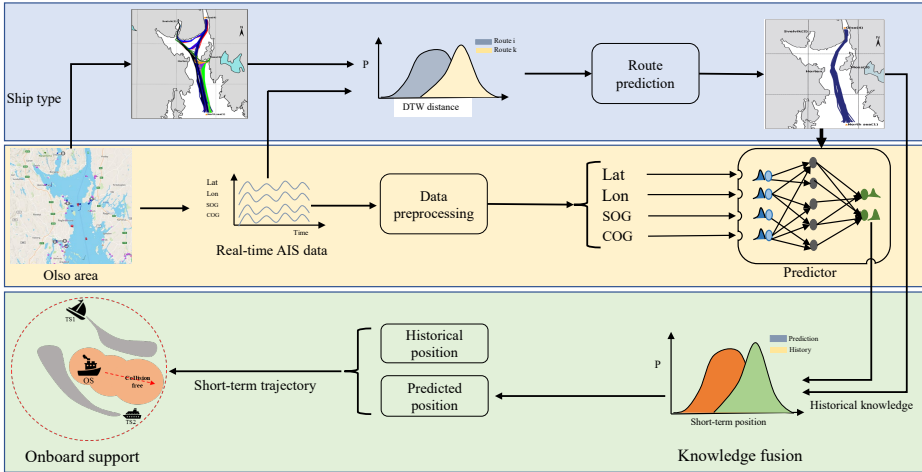 Ship type
P
Route i
Route k
DTW distance
Route
prediction
Olso area
Lat
Lon
SOG
COG
Time
Real-time AIS data
Data
preprocessing
Lat
Lon
SOG
COG
Predictor
TS1
OS
Collision
free
TS2
Onboard support
Short-term trajectory
Historical
position
Predicted
position
P
Prediction
History
Short-term position
Historical knowledge
Knowledge fusion